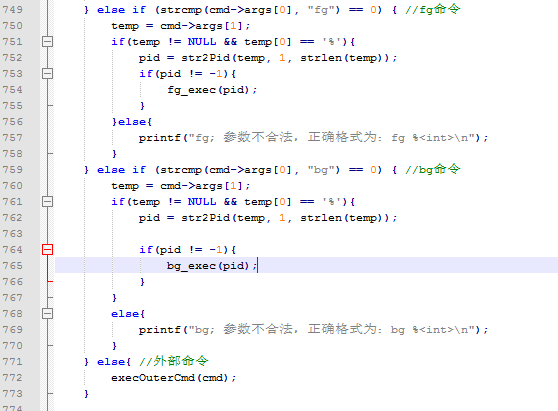 749 } else if (strcmp(cmd->args[0], "fg") == 0) { //fg命令
750 temp = cmd->args[1];
751 if(temp != NULL && temp[0] == '%'){
752 pid = str2Pid(temp, 1, strlen(temp));
753 if(pid != -1){
754 fg_exec(pid);
755 }
756 }else{
757 printf("fg; 参数不合法，正确格式为：fg %<int>\n");
758 }
759 } else if (strcmp(cmd->args[0], "bg") == 0) { //bg命令
760 temp = cmd->args[1];
761 if(temp != NULL && temp[0] == '%'){
762 pid = str2Pid(temp, 1, strlen(temp));
763
764 if(pid != -1){
765 bg_exec(pid);
766 }
767 }
768 else{
769 printf("bg; 参数不合法，正确格式为：bg %<int>\n");
770 }
771 } else{ //外部命令
772 execOuterCmd(cmd);
773 }
774